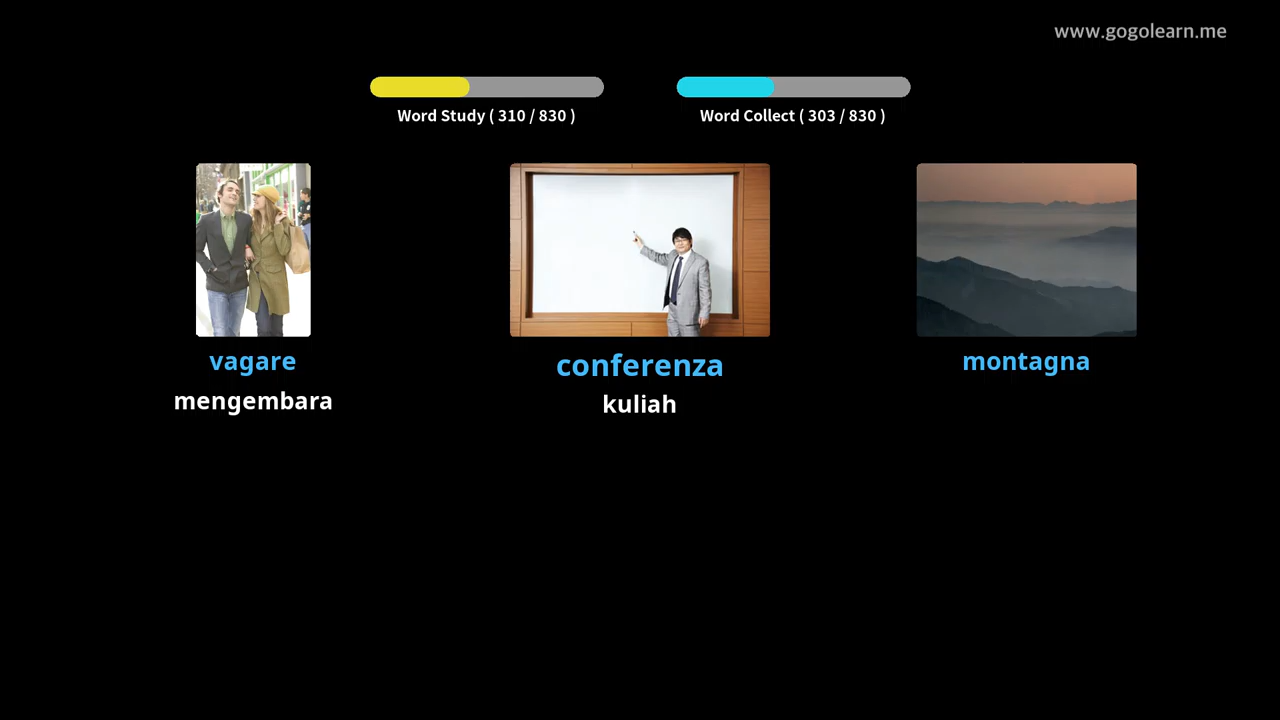 www.gogolearn.me
Word Study ( 310 / 830 )
Word Collect ( 303 / 830 )
vagare
mengembara
conferenza
kuliah
montagna